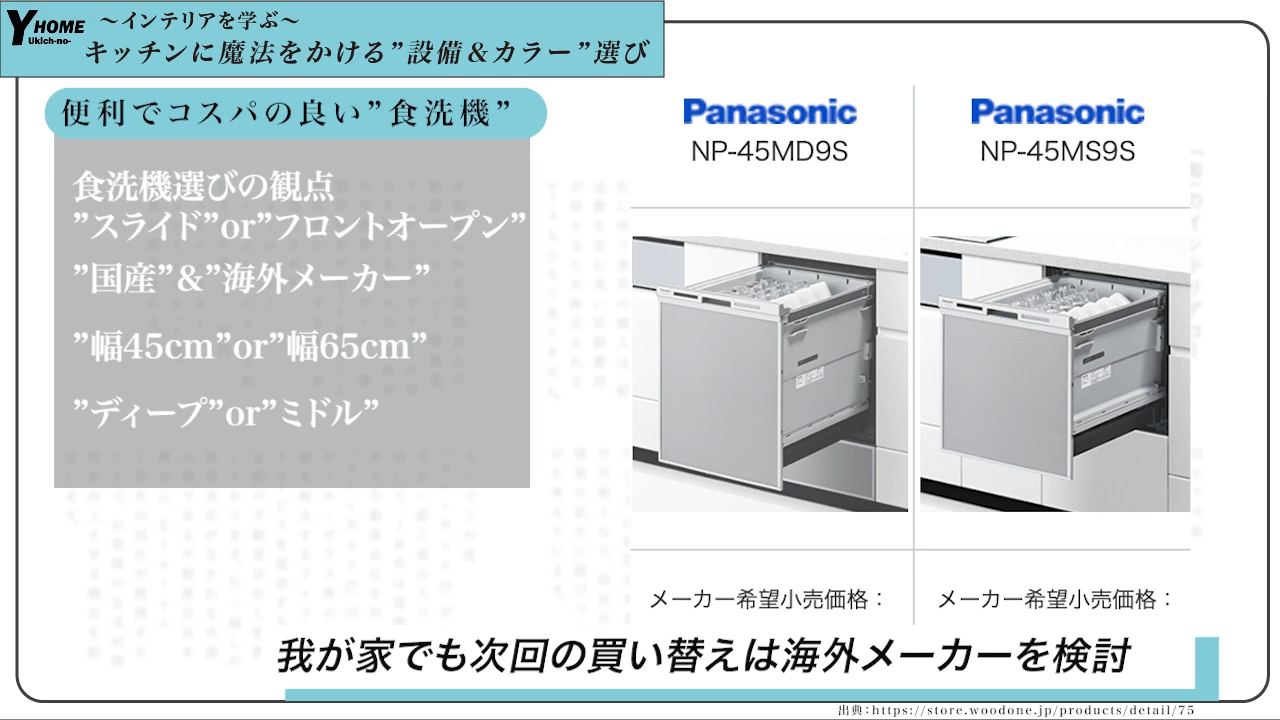 YHOME
Ukich-no-
～インテリアを学ぶ～
キッチンに魔法をかける”設備＆カラー”選び
便利でコスパの良い”食洗機”
食洗機選びの観点
”スライド”or”フロントオープン”
”国産”＆”海外メーカー”
”幅45cm”or”幅65cm”
”ディープ”or”ミドル”
Panasonic
NP-45MD9S
メーカー希望小売価格：
Panasonic
NP-45MS9S
メーカー希望小売価格：
我が家でも次回の買い替えは海外メーカーを検討
出典：https://store.woodone.jp/products/detail/75